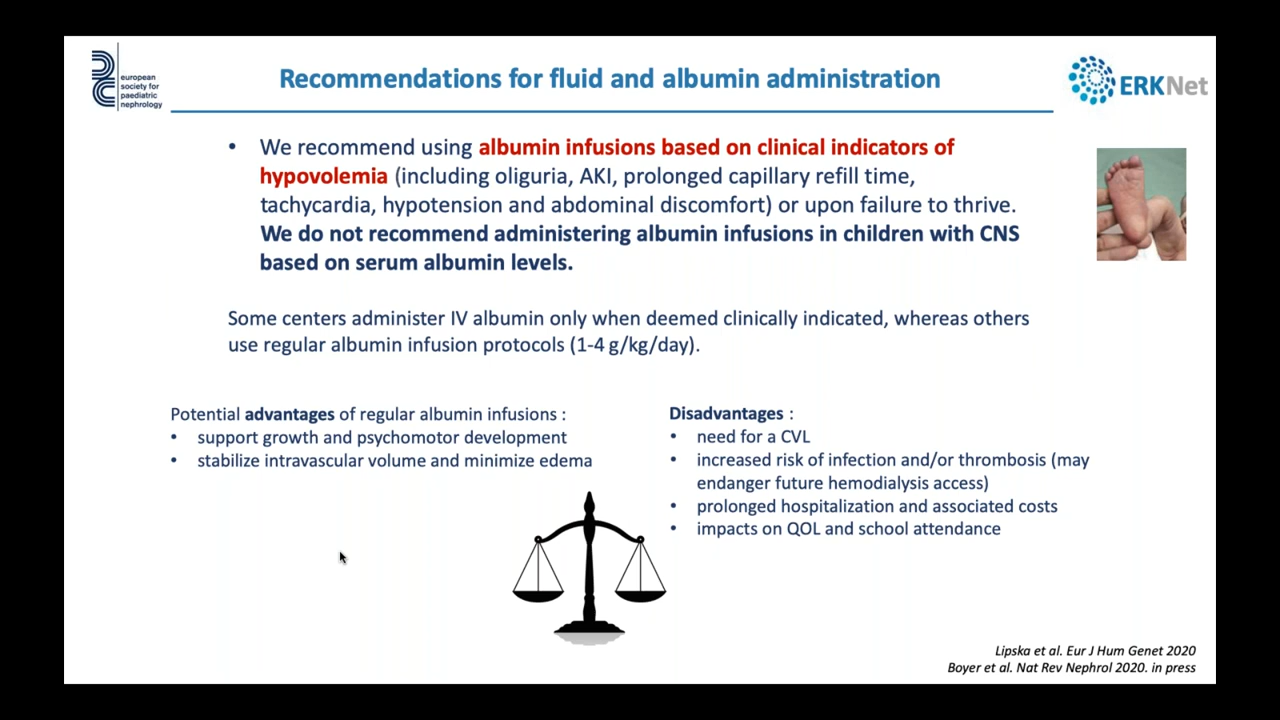 european
society for
paediatric
nephrology
Recommendations for fluid and albumin administration
ERKNet
• We recommend using albumin infusions based on clinical indicators of
hypovolemia (including oliguria, AKI, prolonged capillary refill time,
tachycardia, hypotension and abdominal discomfort) or upon failure to thrive.
We do not recommend administering albumin infusions in children with CNS
based on serum albumin levels.
Some centers administer IV albumin only when deemed clinically indicated, whereas others
use regular albumin infusion protocols (1-4 g/kg/day).
Potential advantages of regular albumin infusions :
• support growth and psychomotor development
• stabilize intravascular volume and minimize edema
Disadvantages :
• need for a CVL
• increased risk of infection and/or thrombosis (may
endanger future hemodialysis access)
• prolonged hospitalization and associated costs
• impacts on QOL and school attendance
Lipska et al. Eur J Hum Genet 2020
Boyer et al. Nat Rev Nephrol 2020. in press